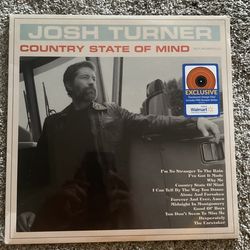 JOSH TURNER
COUNTRY STATE OF MIND
EXCLUSIVE
Walmart
I'm No Stranger To The Rain
I've Got It Made
Why Me
Country State Of Mind
I Can Tell By The Way You Dance
Alone And Forsaken
Forever And Ever, Amen
Midnight In Montgomery
Good Ol' Boys
You Don't Seem To Miss Me
Desperately
The Caretaker